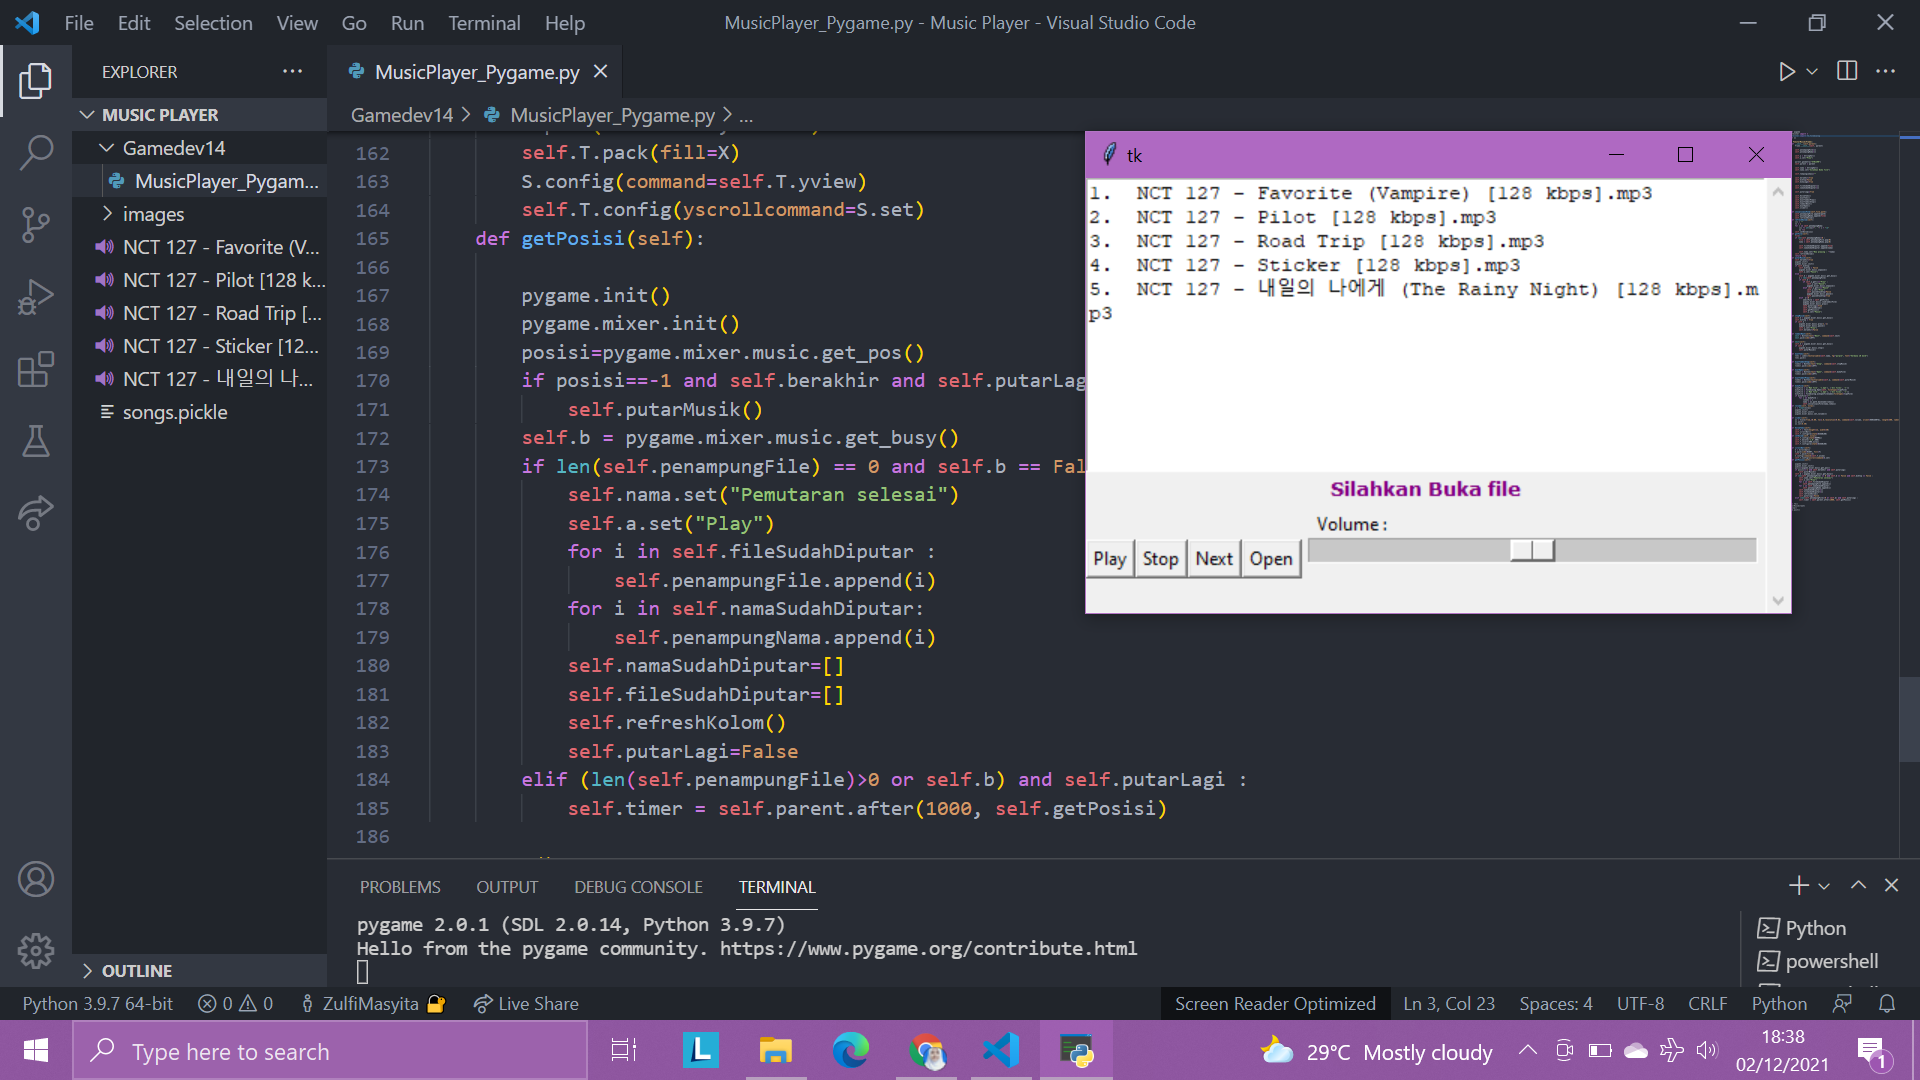 File Edit Selection View Go Run Terminal Help
MusicPlayer_Pygame.py - Music Player - Visual Studio Code
EXPLORER
MusicPlayer_Pygame.py
MUSIC PLAYER
Gamedev14
MusicPlayer_Pygam...
images
NCT 127 - Favorite (V...
NCT 127 - Pilot [128 k...
NCT 127 - Road Trip [...
NCT 127 - Sticker [12...
NCT 127 - 내일의 나...
songs.pickle
OUTLINE
Gamedev14 > MusicPlayer_Pygame.py > ...
162 self.T.pack(fill=X)
163 S.config(command=self.T.yview)
164 self.T.config(yscrollcommand=S.set)
165 def getPosisi(self):
166
167 pygame.init()
168 pygame.mixer.init()
169 posisi=pygame.mixer.music.get_pos()
170 if posisi==-1 and self.berakhir and self.putarLag
171 self.putarMusik()
172 self.b = pygame.mixer.music.get_busy()
173 if len(self.penampungFile) == 0 and self.b == Fal
174 self.nama.set("Pemutaran selesai")
175 self.a.set("Play")
176 for i in self.fileSudahDiputar :
177 self.penampungFile.append(i)
178 for i in self.namaSudahDiputar:
179 self.penampungNama.append(i)
180 self.namaSudahDiputar=[]
181 self.fileSudahDiputar=[]
182 self.refreshKolom()
183 self.putarLagi=False
184 elif (len(self.penampungFile)>0 or self.b) and self.putarLagi :
185 self.timer = self.parent.after(1000, self.getPosisi)
186
tk
1. NCT 127 - Favorite (Vampire) [128 kbps].mp3
2. NCT 127 - Pilot [128 kbps].mp3
3. NCT 127 - Road Trip [128 kbps].mp3
4. NCT 127 - Sticker [128 kbps].mp3
5. NCT 127 - 내일의 나에게 (The Rainy Night) [128 kbps].m
p3
Silahkan Buka file
Volume :
Play Stop Next Open
PROBLEMS OUTPUT DEBUG CONSOLE TERMINAL
pygame 2.0.1 (SDL 2.0.14, Python 3.9.7)
Hello from the pygame community. https://www.pygame.org/contribute.html
Python
powershell
Python 3.9.7 64-bit 0 0 ZulfiMasyita Live Share
Screen Reader Optimized Ln 3, Col 23 Spaces: 4 UTF-8 CRLF Python
Type here to search
L
29°C Mostly cloudy
18:38
02/12/2021
1